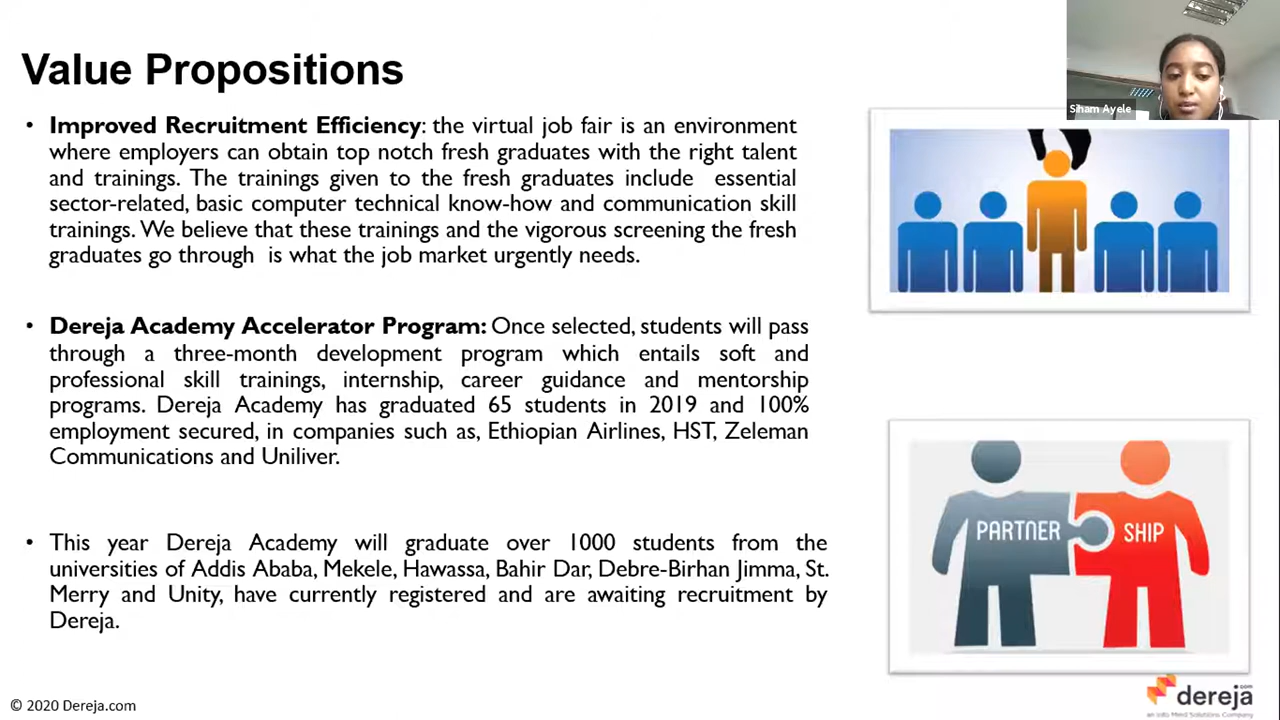 Value Propositions
Siham Ayele
• Improved Recruitment Efficiency: the virtual job fair is an environment
where employers can obtain top notch fresh graduates with the right talent
and trainings. The trainings given to the fresh graduates include essential
sector-related, basic computer technical know-how and communication skill
trainings. We believe that these trainings and the vigorous screening the fresh
graduates go through is what the job market urgently needs.
• Dereja Academy Accelerator Program: Once selected, students will pass
through a three-month development program which entails soft and
professional skill trainings, internship, career guidance and mentorship
programs. Dereja Academy has graduated 65 students in 2019 and 100%
employment secured, in companies such as, Ethiopian Airlines, HST, Zeleman
Communications and Uniliver.
PARTNER SHIP
• This year Dereja Academy will graduate over 1000 students from the
universities of Addis Ababa, Mekele, Hawassa, Bahir Dar, Debre-Birhan Jimma, St.
Merry and Unity, have currently registered and are awaiting recruitment by
Dereja.
© 2020 Dereja.com
dereja.com
an Info Mind Solutions Company